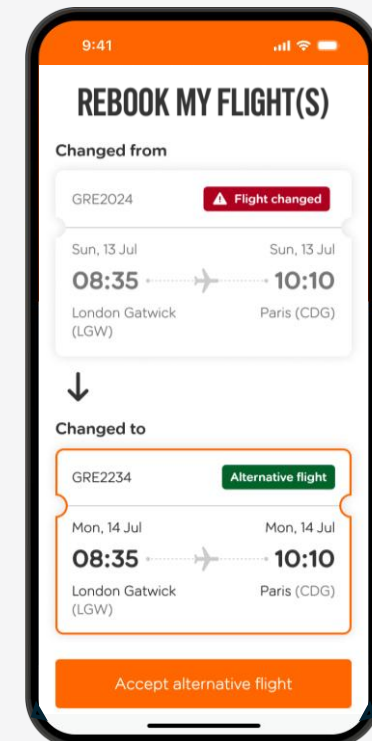 9:41
REBOOK MY FLIGHT(S)
Changed from
GRE2024 Flight changed
Sun, 13 Jul Sun, 13 Jul
08:35 10:10
London Gatwick Paris (CDG)
(LGW)
Changed to
GRE2234 Alternative flight
Mon, 14 Jul Mon, 14 Jul
08:35 10:10
London Gatwick Paris (CDG)
(LGW)
Accept alternative flight